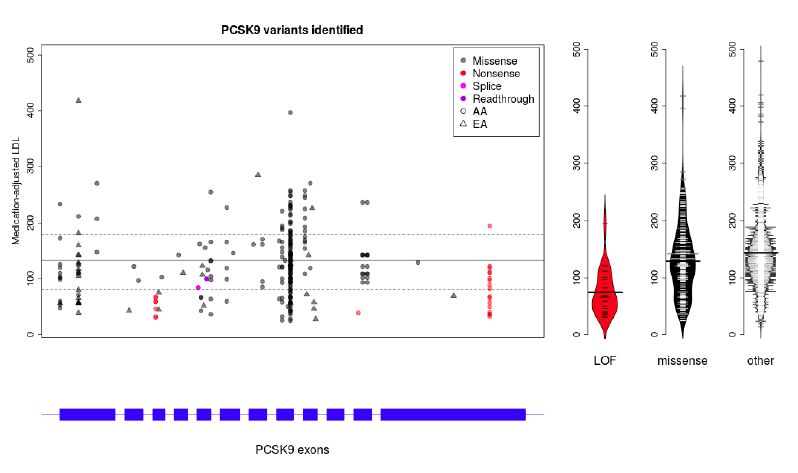 PCSK9 variants identified
Medication-adjusted LDL
500
400
300
200
100
0
Missense
Nonsense
Splice
Readthrough
AA
EA
PCSK9 exons
500
400
300
200
100
0
LOF
500
400
300
200
100
0
missense
500
400
300
200
100
0
other